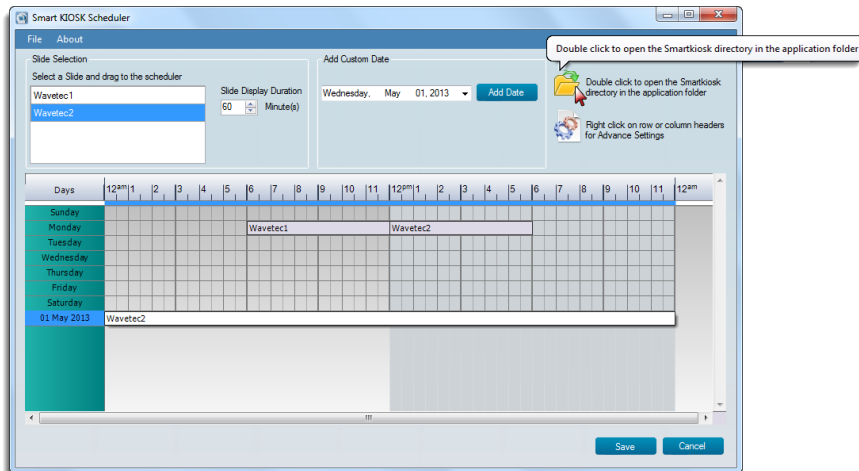 Smart KIOSK Scheduler
File About
Double click to open the Smartkiosk directory in the application folder
Slide Selection
Select a Slide and drag to the scheduler
Wavetec1
Wavetec2
Slide Display Duration
60 Minute(s)
Add Custom Date
Wednesday, May 01, 2013
Add Date
Double click to open the Smartkiosk
directory in the application folder
Right click on row or column headers
for Advance Settings
Days 12am 1 2 3 4 5 6 7 8 9 10 11 12pm 1 2 3 4 5 6 7 8 9 10 11 12am
Sunday
Monday Wavetec1 Wavetec2
Tuesday
Wednesday
Thursday
Friday
Saturday
01 May 2013 Wavetec2
Save Cancel